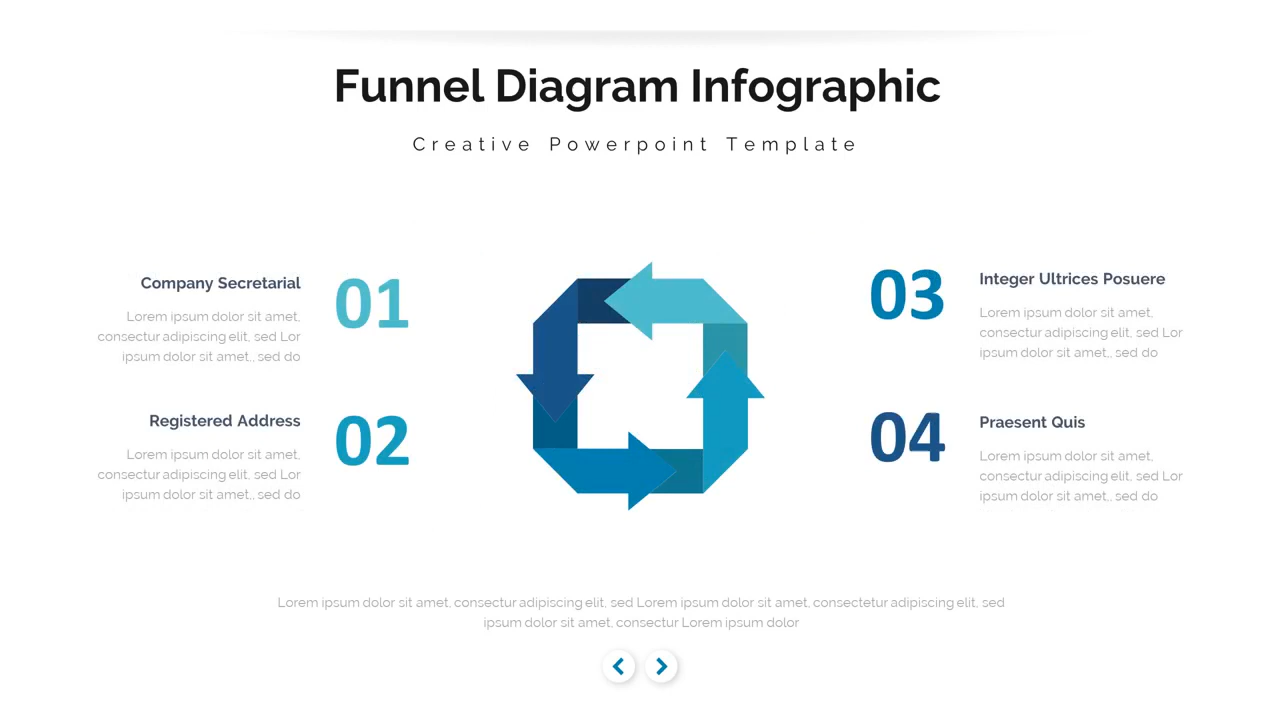 Funnel Diagram Infographic
Creative Powerpoint Template
Company Secretarial
01
Lorem ipsum dolor sit amet,
consectur adipiscing elit, sed Lor
ipsum dolor sit amet,, sed do
Registered Address
02
Lorem ipsum dolor sit amet,
consectur adipiscing elit, sed Lor
ipsum dolor sit amet,, sed do
03
Integer Ultrices Posuere
Lorem ipsum dolor sit amet,
consectur adipiscing elit, sed Lor
ipsum dolor sit amet,, sed do
04
Praesent Quis
Lorem ipsum dolor sit amet,
consectur adipiscing elit, sed Lor
ipsum dolor sit amet,, sed do
Lorem ipsum dolor sit amet, consectur adipiscing elit, sed Lorem ipsum dolor sit amet, consectetur adipiscing elit, sed
ipsum dolor sit amet, consectur Lorem ipsum dolor